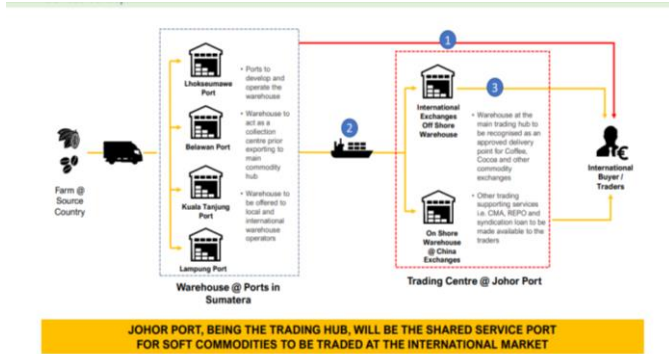 1
Lhokseumawe
Port
Belawan Port
Kuala Tanjung
Port
Lampung Port
• Ports to
develop and
operate the
warehouse
• Warehouse to
act as a
collection
centre prior
exporting to
main
commodity
hub
• Warehouse to
be offered to
local and
international
warehouse
operators
Farm @
Source
Country
2
International
Exchanges
Off Shore
Warehouse
3
• Warehouse at the
main trading hub to
be recognised as an
approved delivery
point for Coffee,
Cocoa and other
commodity
exchanges
On Shore
Warehouse
@ China
Exchanges
• Other trading
supporting services
i.e. CMA, REPO and
syndication loan to be
made available to the
traders
International
Buyer /
Traders
Warehouse @ Ports in
Sumatera
Trading Centre @ Johor Port
JOHOR PORT, BEING THE TRADING HUB, WILL BE THE SHARED SERVICE PORT
FOR SOFT COMMODITIES TO BE TRADED AT THE INTERNATIONAL MARKET